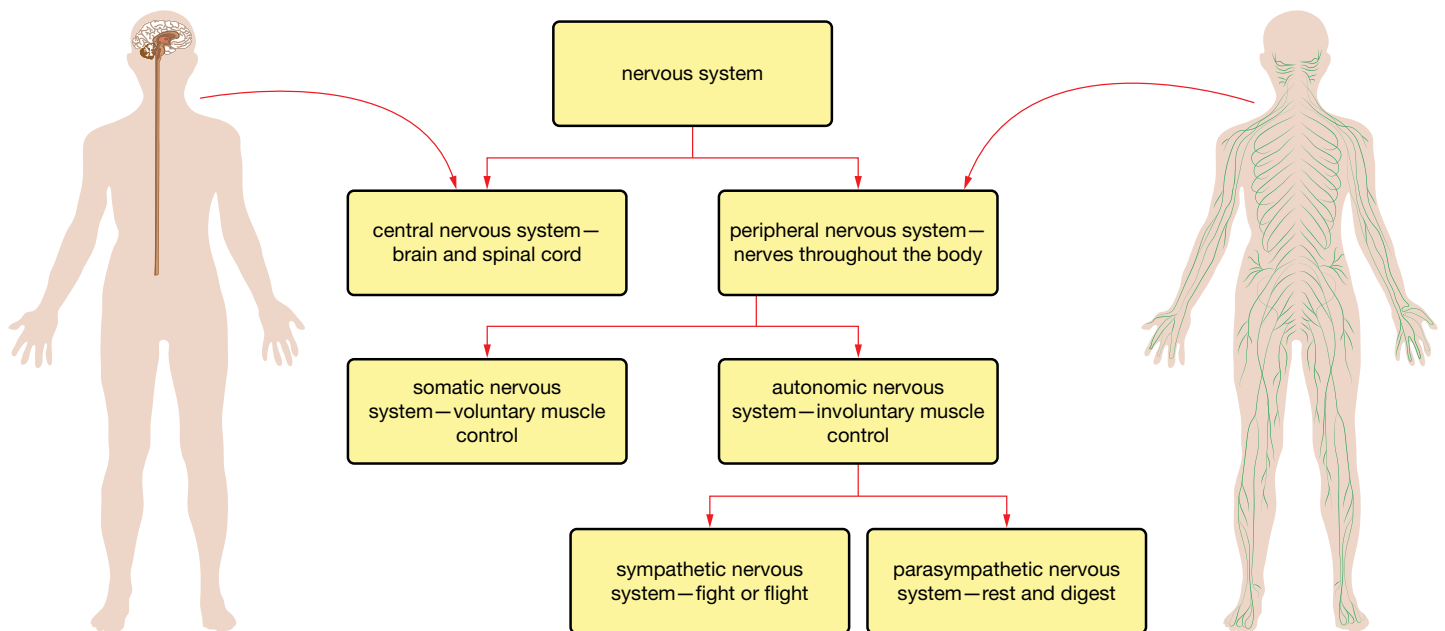 nervous system
central nervous system—
brain and spinal cord
peripheral nervous system—
nerves throughout the body
somatic nervous
system—voluntary muscle
control
autonomic nervous
system—involuntary muscle
control
sympathetic nervous
system—fight or flight
parasympathetic nervous
system—rest and digest